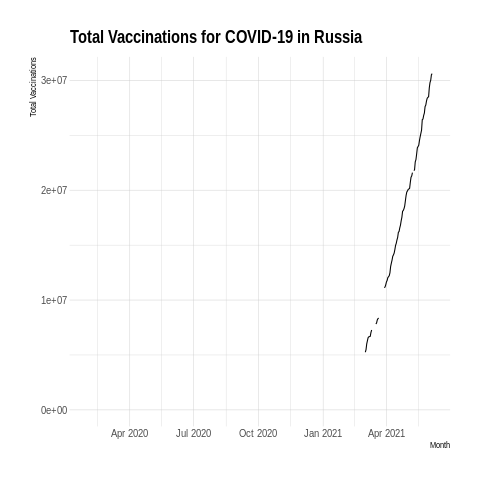 Total Vaccinations for COVID-19 in Russia
Total Vaccinations
3e+07
2e+07
1e+07
0e+00
Apr 2020 Jul 2020 Oct 2020 Jan 2021 Apr 2021
Month